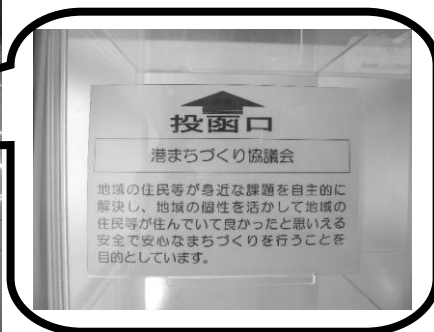 投函口
港まちづくり協議会
地域の住民等が身近な課題を自主的に
解決し、地域の個性を活かして地域の
住民等が住んでいて良かったと思いえる
安全で安心なまちづくりを行うことを
目的としています。